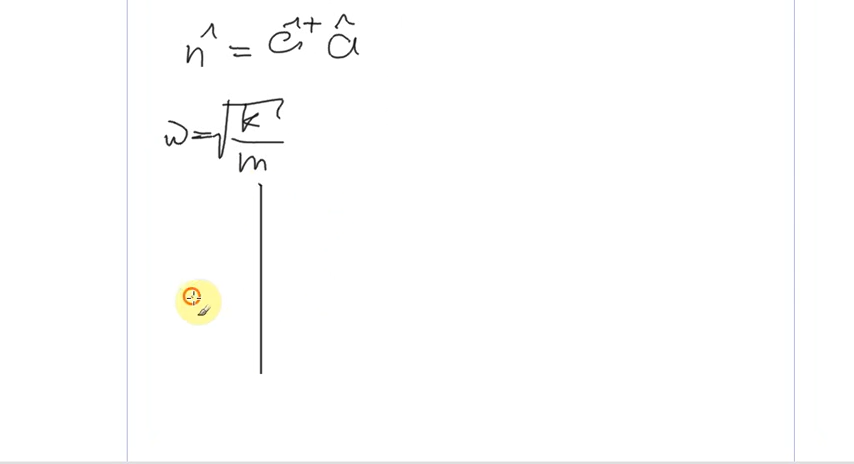 n̂ = â⁺ â
ω = √(k/m)